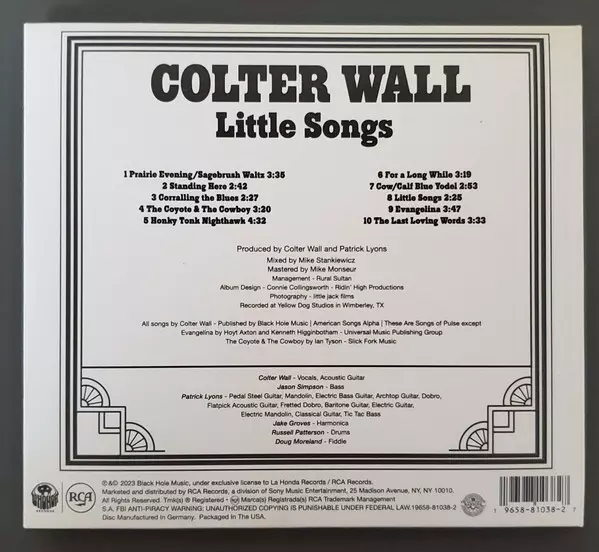 COLTER WALL
Little Songs
1 Prairie Evening/Sagebrush Waltz 3:35
2 Standing Here 2:42
3 Corralling the Blues 2:27
4 The Coyote & The Cowboy 3:20
5 Honky Tonk Nighthawk 4:32
6 For a Long While 3:19
7 Cow/Calf Blue Yodel 2:53
8 Little Songs 2:25
9 Evangelina 3:47
10 The Last Loving Words 3:33
Produced by Colter Wall and Patrick Lyons
Mixed by Mike Stankiewicz
Mastered by Mike Monseur
Management - Rural Sultan
Album Design - Connie Collingsworth - Ridin' High Productions
Photography - little jack films
Recorded at Yellow Dog Studios in Wimberley, TX
All songs by Colter Wall - Published by Black Hole Music | American Songs Alpha | These Are Songs of Pulse except
Evangelina by Hoyt Axton and Kenneth Higginbotham - Universal Music Publishing Group
The Coyote & The Cowboy by Ian Tyson - Slick Fork Music
Colter Wall - Vocals, Acoustic Guitar
Jason Simpson - Bass
Patrick Lyons - Pedal Steel Guitar, Mandolin, Electric Bass Guitar, Archtop Guitar, Dobro,
Flatpick Acoustic Guitar, Fretted Dobro, Baritone Guitar, Electric Guitar,
Electric Mandolin, Classical Guitar, Tic Tac Bass
Jake Groves - Harmonica
Russell Patterson - Drums
Doug Moreland - Fiddle
RCA
℗&© 2023 Black Hole Music, under exclusive license to La Honda Records / RCA Records.
Marketed and distributed by RCA Records, a division of Sony Music Entertainment, 25 Madison Avenue, NY, NY 10010.
All Rights Reserved. Tmk(s) ® Registered • Marca(s) Registrada(s) RCA Trademark Management
S.A. FBI ANTI-PIRACY WARNING: UNAUTHORIZED COPYING IS PUNISHABLE UNDER FEDERAL LAW. 19658-81038-2
Disc Manufactured in Germany. Packaged In The USA.
1 9658-81038-2 7